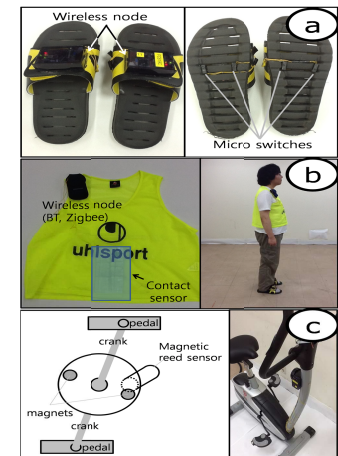 Wireless node
a
Micro switches
b
Wireless node
(BT, Zigbee)
uhlsport
Contact
sensor
c
pedal
crank
Magnetic
reed sensor
magnets
crank
pedal